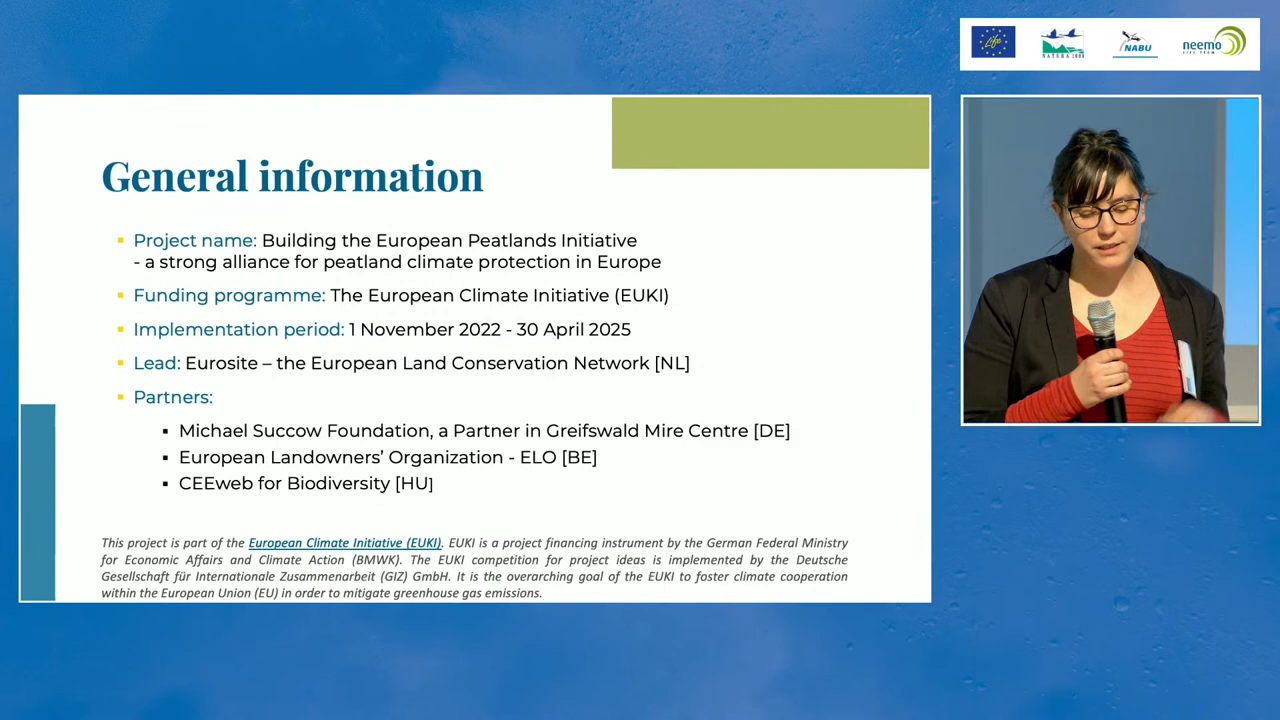 Life
NATURA 2000
NABU
neemo
LIFE TEAM
General information
Project name: Building the European Peatlands Initiative
- a strong alliance for peatland climate protection in Europe
Funding programme: The European Climate Initiative (EUKI)
Implementation period: 1 November 2022 - 30 April 2025
Lead: Eurosite – the European Land Conservation Network [NL]
Partners:
Michael Succow Foundation, a Partner in Greifswald Mire Centre [DE]
European Landowners’ Organization - ELO [BE]
CEEweb for Biodiversity [HU]
This project is part of the European Climate Initiative (EUKI). EUKI is a project financing instrument by the German Federal Ministry
for Economic Affairs and Climate Action (BMWK). The EUKI competition for project ideas is implemented by the Deutsche
Gesellschaft für Internationale Zusammenarbeit (GIZ) GmbH. It is the overarching goal of the EUKI to foster climate cooperation
within the European Union (EU) in order to mitigate greenhouse gas emissions.